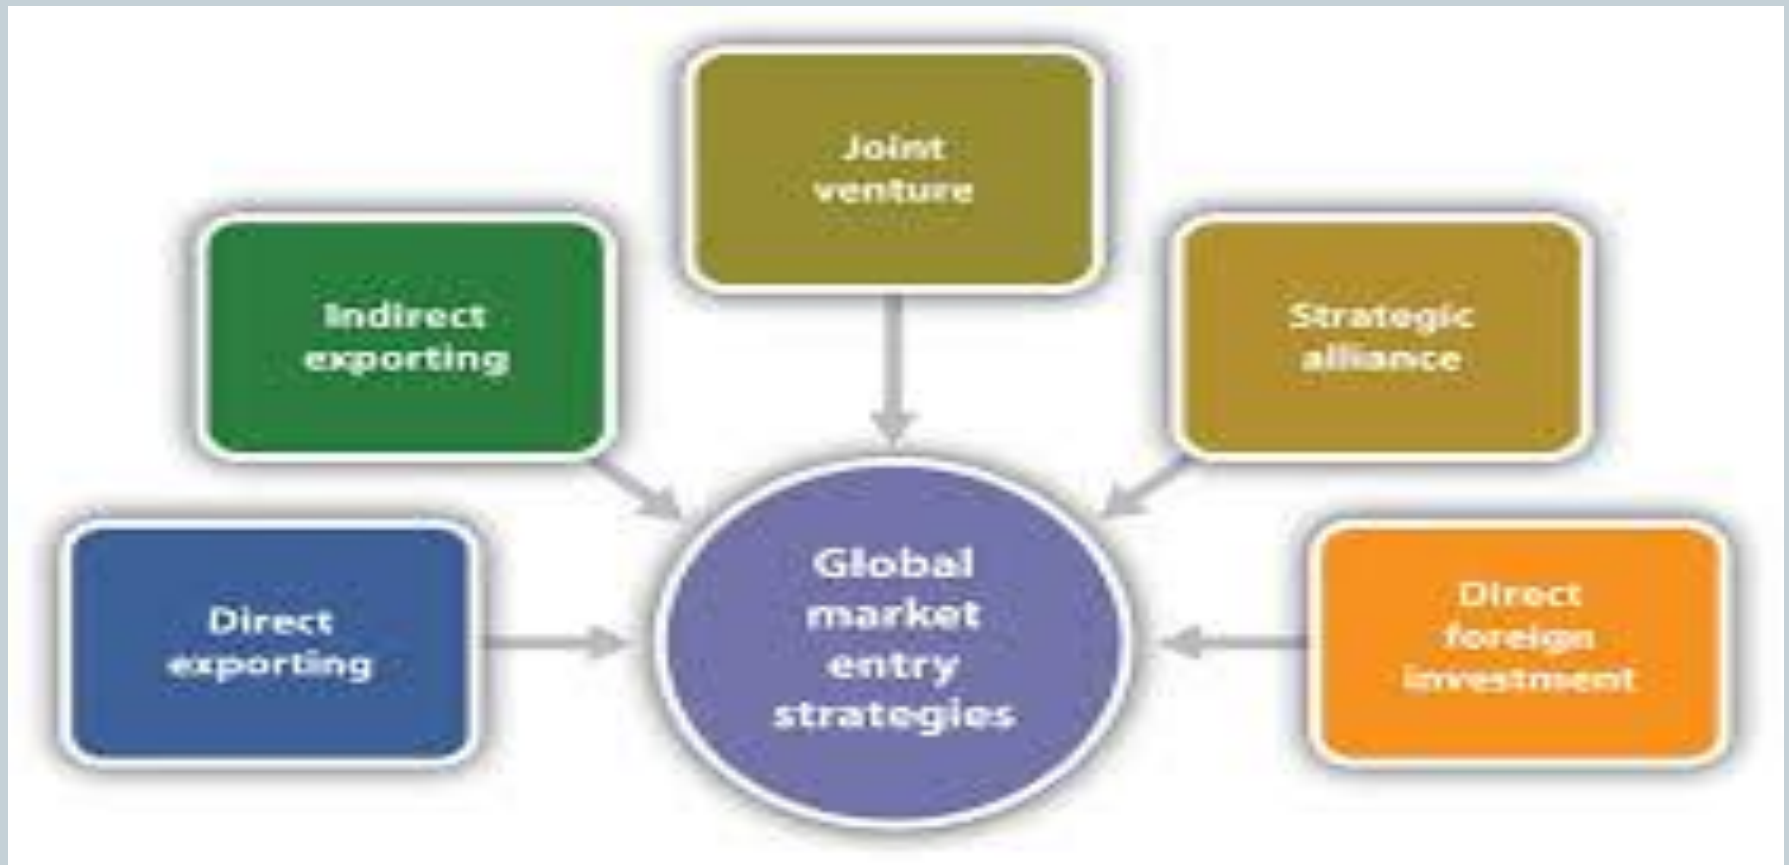 Joint
venture
Indirect
exporting
Strategic
alliance
Direct
exporting
Global
market
entry
strategies
Direct
foreign
investment